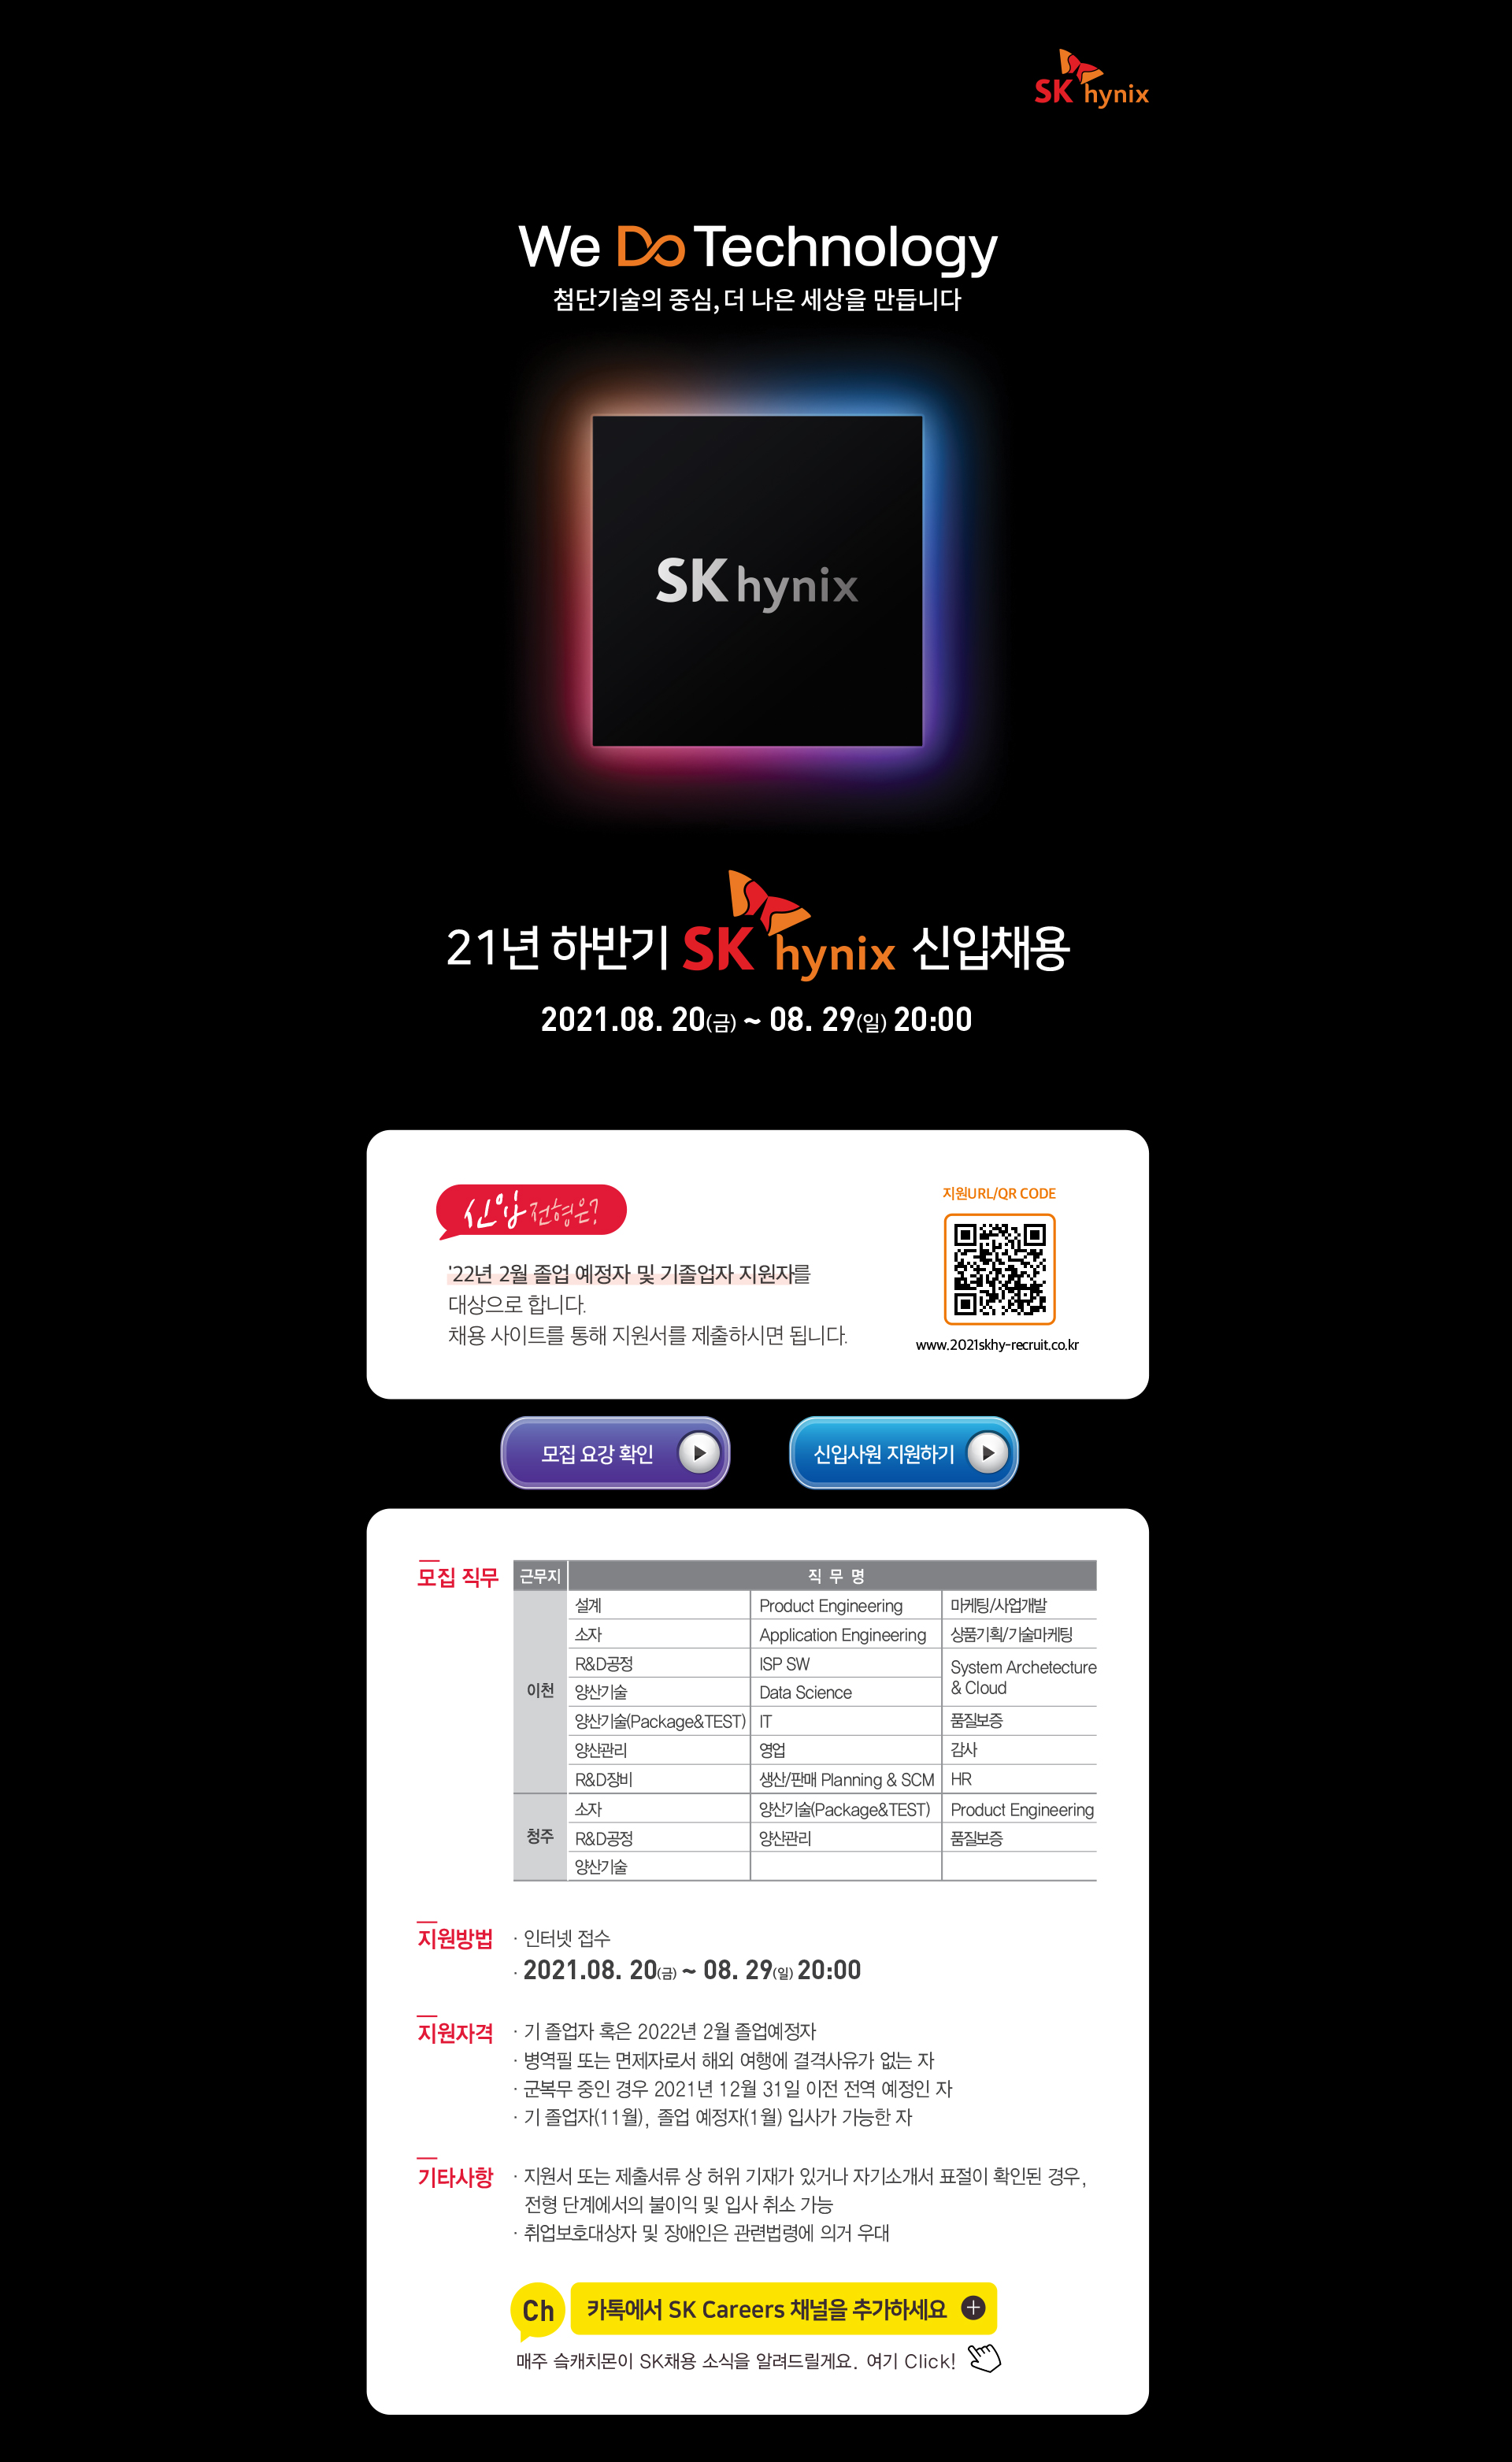 SK hynix
We Do Technology
첨단기술의 중심, 더 나은 세상을 만듭니다
SK hynix
21년 하반기 SK hynix 신입채용
2021.08. 20(금) ~ 08. 29(일) 20:00
신입 전형은?
'22년 2월 졸업 예정자 및 기졸업자 지원자를
대상으로 합니다.
채용 사이트를 통해 지원서를 제출하시면 됩니다.
지원URL/QR CODE
www.2021skhy-recruit.co.kr
모집 요강 확인
신입사원 지원하기
모집 직무
근무지 직 무 명
이천
설계 Product Engineering 마케팅/사업개발
소자 Application Engineering 상품기획/기술마케팅
R&D공정 ISP SW System Archetecture
& Cloud
양산기술 Data Science
양산기술(Package&TEST) IT 품질보증
양산관리 영업 감사
R&D장비 생산/판매 Planning & SCM HR
청주
소자 양산기술(Package&TEST) Product Engineering
R&D공정 양산관리 품질보증
양산기술
지원방법
· 인터넷 접수
· 2021.08. 20(금) ~ 08. 29(일) 20:00
지원자격
· 기 졸업자 혹은 2022년 2월 졸업예정자
· 병역필 또는 면제자로서 해외 여행에 결격사유가 없는 자
· 군복무 중인 경우 2021년 12월 31일 이전 전역 예정인 자
· 기 졸업자(11월), 졸업 예정자(1월) 입사가 가능한 자
기타사항
· 지원서 또는 제출서류 상 허위 기재가 있거나 자기소개서 표절이 확인된 경우,
전형 단계에서의 불이익 및 입사 취소 가능
· 취업보호대상자 및 장애인은 관련법령에 의거 우대
Ch
카톡에서 SK Careers 채널을 추가하세요
매주 슼캐치몬이 SK채용 소식을 알려드릴게요. 여기 Click!